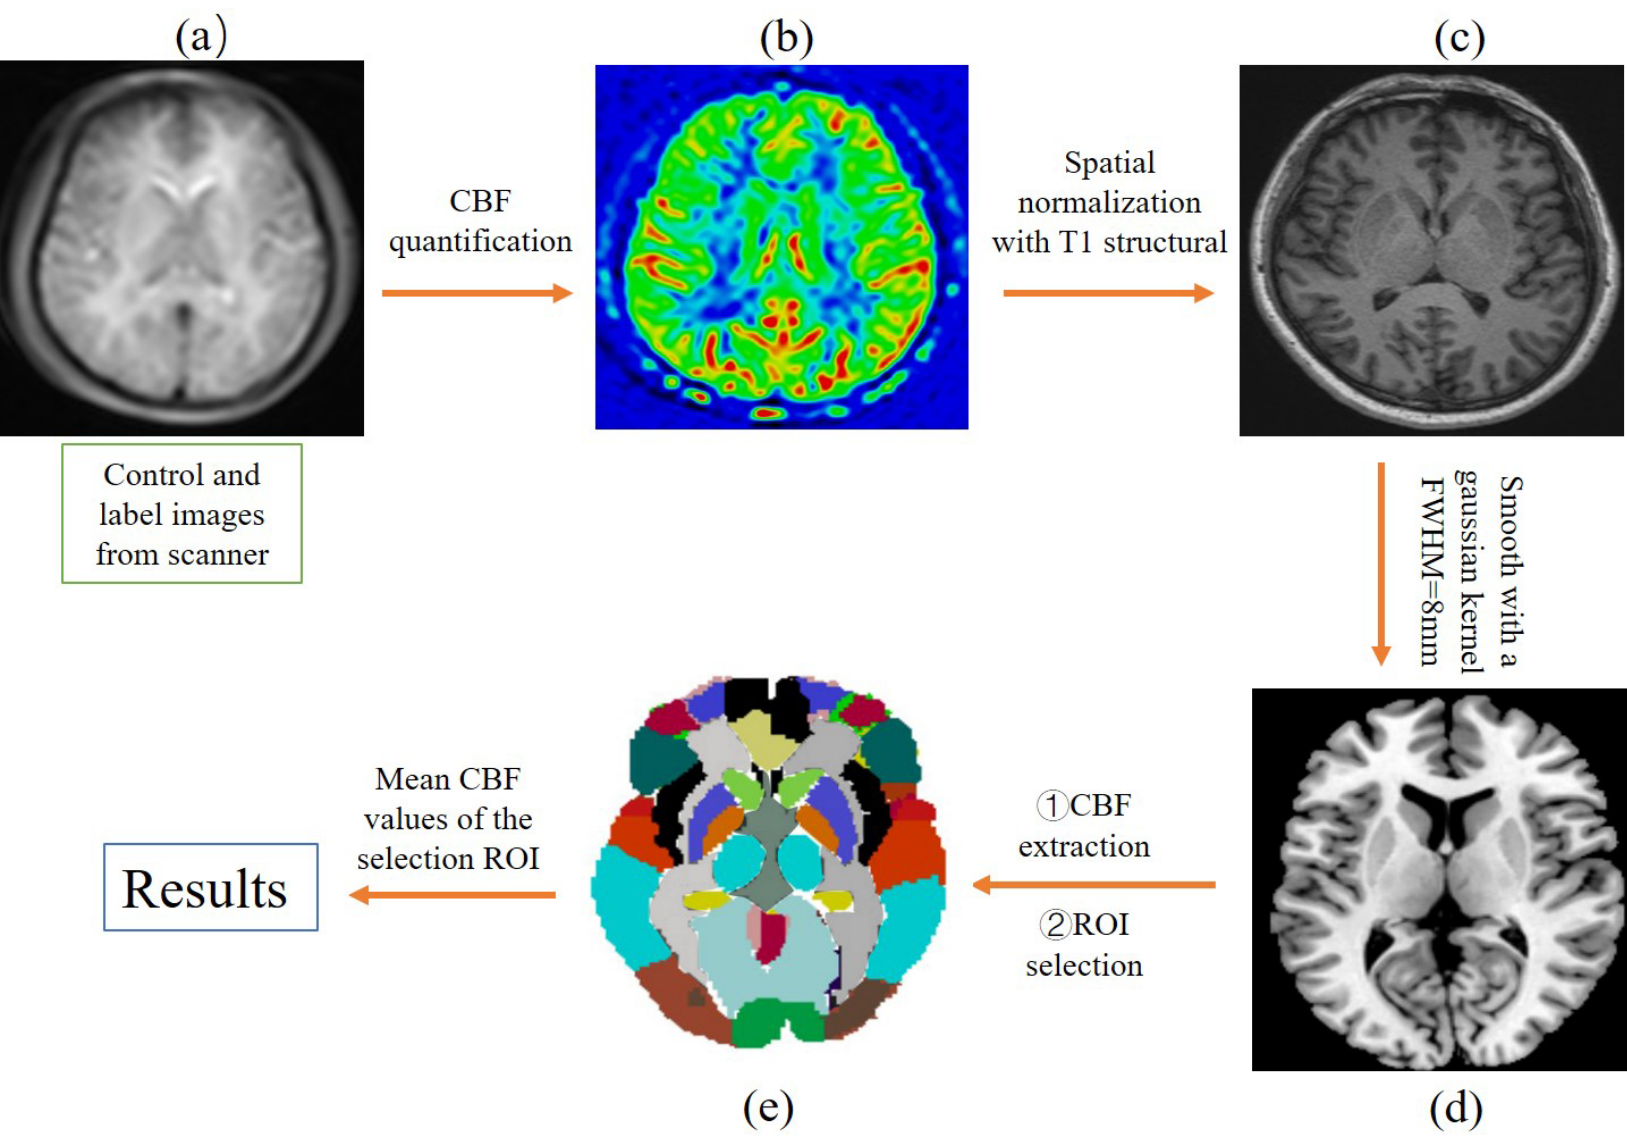 (a)
(b)
(c)
CBF
quantification
Spatial
normalization
with T1 structural
Control and
label images
from scanner
Smooth with a
gaussian kernel
FWHM=8mm
①CBF
extraction
②ROI
selection
Mean CBF
values of the
selection ROI
Results
(e)
(d)